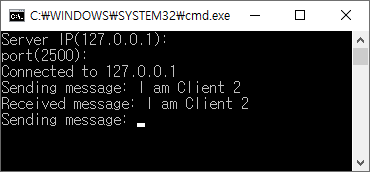 C:₩WINDOWS₩SYSTEM32₩cmd.exe
Server IP(127.0.0.1):
port(2500):
Connected to 127.0.0.1
Sending message: I am Client 2
Received message: I am Client 2
Sending message: